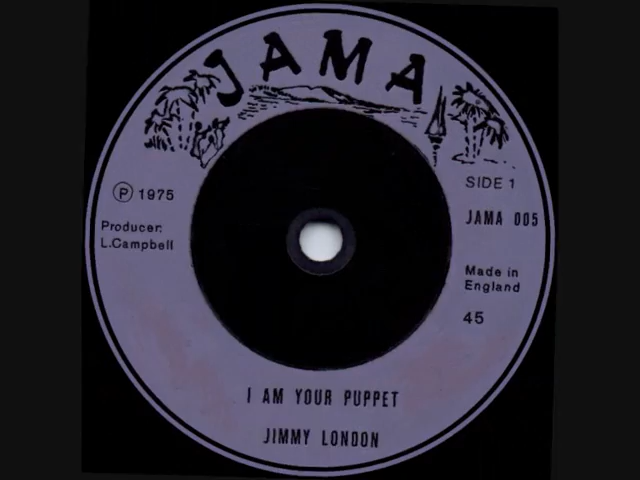 JAMA
SIDE 1
Ⓟ 1975
JAMA 005
Producer:
L.Campbell
Made in
England
45
I AM YOUR PUPPET
JIMMY LONDON